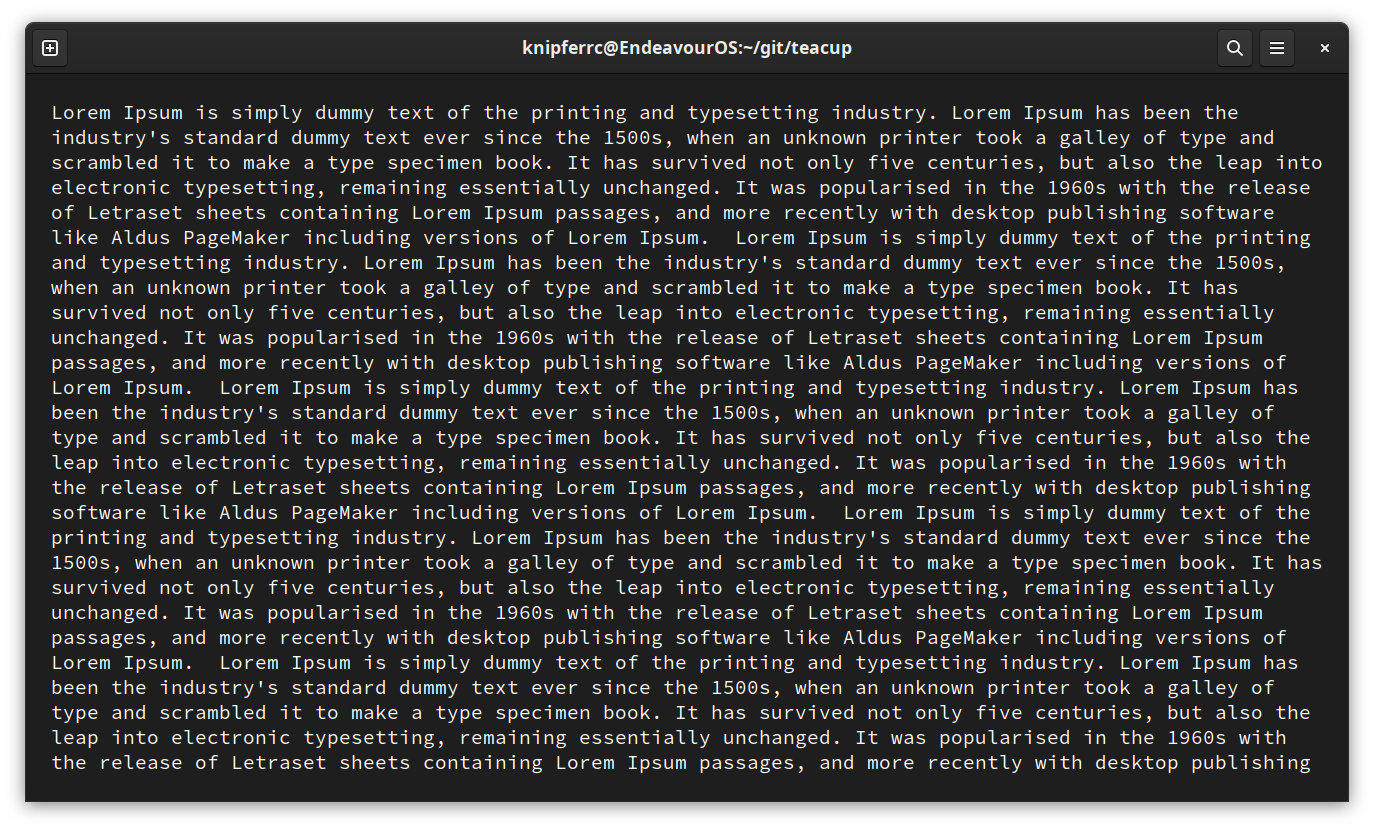 knipferrc@EndeavourOS:~/git/teacup
Lorem Ipsum is simply dummy text of the printing and typesetting industry. Lorem Ipsum has been the
industry's standard dummy text ever since the 1500s, when an unknown printer took a galley of type and
scrambled it to make a type specimen book. It has survived not only five centuries, but also the leap into
electronic typesetting, remaining essentially unchanged. It was popularised in the 1960s with the release
of Letraset sheets containing Lorem Ipsum passages, and more recently with desktop publishing software
like Aldus PageMaker including versions of Lorem Ipsum.  Lorem Ipsum is simply dummy text of the printing
and typesetting industry. Lorem Ipsum has been the industry's standard dummy text ever since the 1500s,
when an unknown printer took a galley of type and scrambled it to make a type specimen book. It has
survived not only five centuries, but also the leap into electronic typesetting, remaining essentially
unchanged. It was popularised in the 1960s with the release of Letraset sheets containing Lorem Ipsum
passages, and more recently with desktop publishing software like Aldus PageMaker including versions of
Lorem Ipsum.  Lorem Ipsum is simply dummy text of the printing and typesetting industry. Lorem Ipsum has
been the industry's standard dummy text ever since the 1500s, when an unknown printer took a galley of
type and scrambled it to make a type specimen book. It has survived not only five centuries, but also the
leap into electronic typesetting, remaining essentially unchanged. It was popularised in the 1960s with
the release of Letraset sheets containing Lorem Ipsum passages, and more recently with desktop publishing
software like Aldus PageMaker including versions of Lorem Ipsum.  Lorem Ipsum is simply dummy text of the
printing and typesetting industry. Lorem Ipsum has been the industry's standard dummy text ever since the
1500s, when an unknown printer took a galley of type and scrambled it to make a type specimen book. It has
survived not only five centuries, but also the leap into electronic typesetting, remaining essentially
unchanged. It was popularised in the 1960s with the release of Letraset sheets containing Lorem Ipsum
passages, and more recently with desktop publishing software like Aldus PageMaker including versions of
Lorem Ipsum.  Lorem Ipsum is simply dummy text of the printing and typesetting industry. Lorem Ipsum has
been the industry's standard dummy text ever since the 1500s, when an unknown printer took a galley of
type and scrambled it to make a type specimen book. It has survived not only five centuries, but also the
leap into electronic typesetting, remaining essentially unchanged. It was popularised in the 1960s with
the release of Letraset sheets containing Lorem Ipsum passages, and more recently with desktop publishing